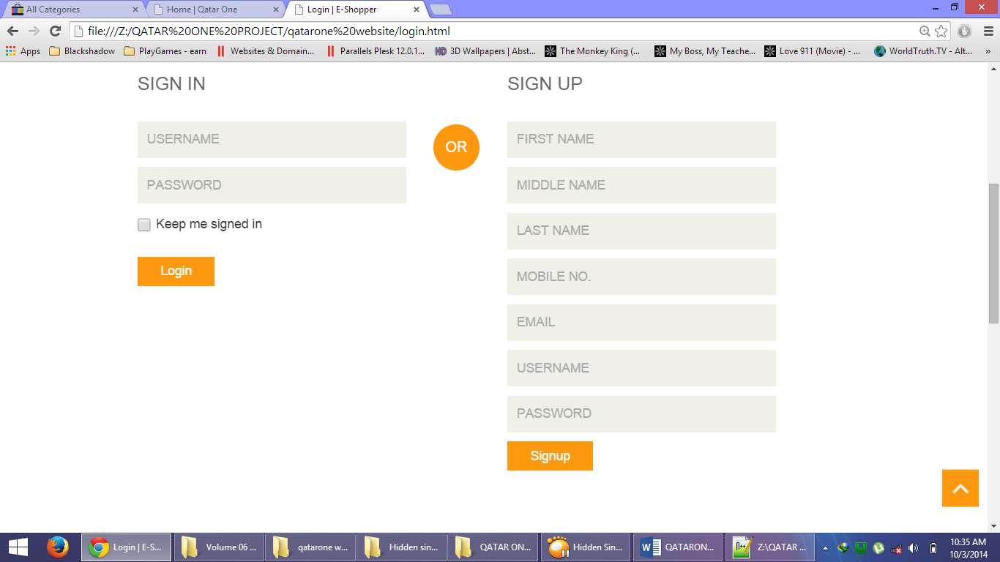 All Categories
Home | Qatar One
Login | E-Shopper
file:///Z:/QATAR%20ONE%20PROJECT/qatarone%20website/login.html
Apps
Blackshadow
PlayGames - earn
Websites & Domain...
Parallels Plesk 12.0.1...
HD 3D Wallpapers | Abst...
The Monkey King (...
My Boss, My Teache...
Love 911 (Movie) - ...
WorldTruth.TV - Alt...
»
SIGN IN
USERNAME
PASSWORD
Keep me signed in
Login
OR
SIGN UP
FIRST NAME
MIDDLE NAME
LAST NAME
MOBILE NO.
EMAIL
USERNAME
PASSWORD
Signup
Login | E-S...
Volume 06 ...
qatarone w...
Hidden sin...
QATAR ON...
Hidden Sin...
QATARON...
Z:\QATAR ...
10:35 AM
10/3/2014